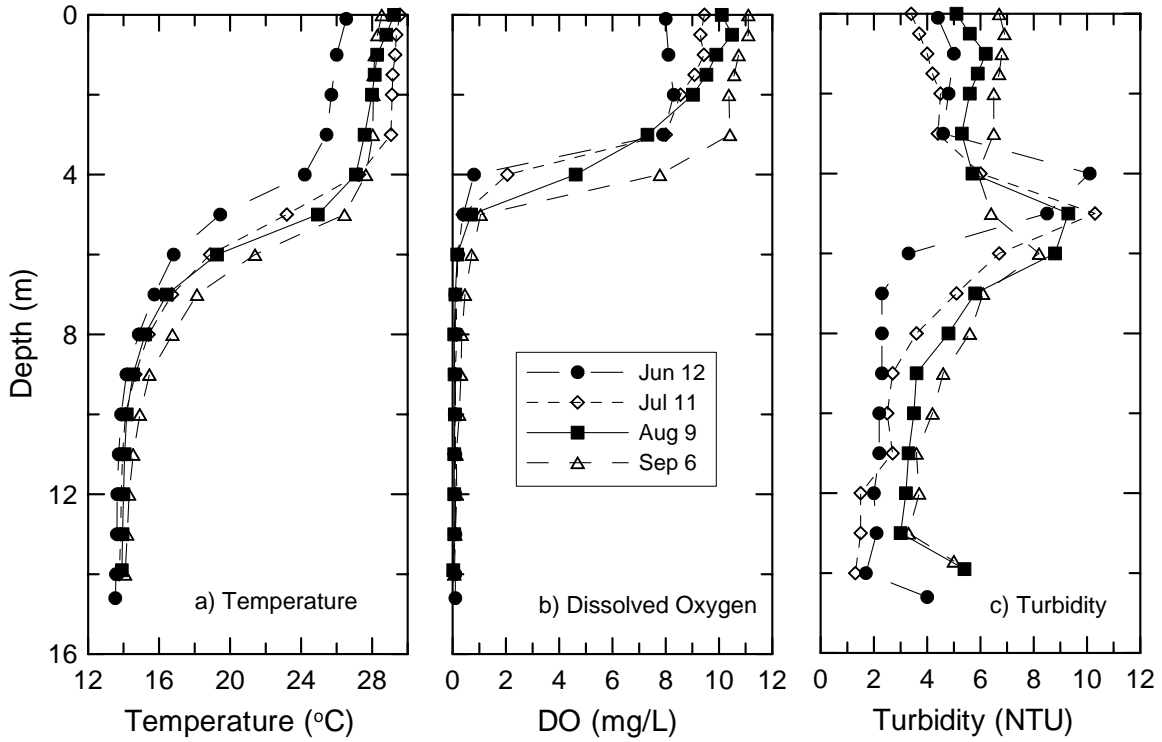 0
4
8
12
16
Depth (m)
12 16 20 24 28
Temperature (°C)
a) Temperature
0 2 4 6 8 10 12
DO (mg/L)
b) Dissolved Oxygen
Jun 12
Jul 11
Aug 9
Sep 6
0 2 4 6 8 10 12
Turbidity (NTU)
c) Turbidity